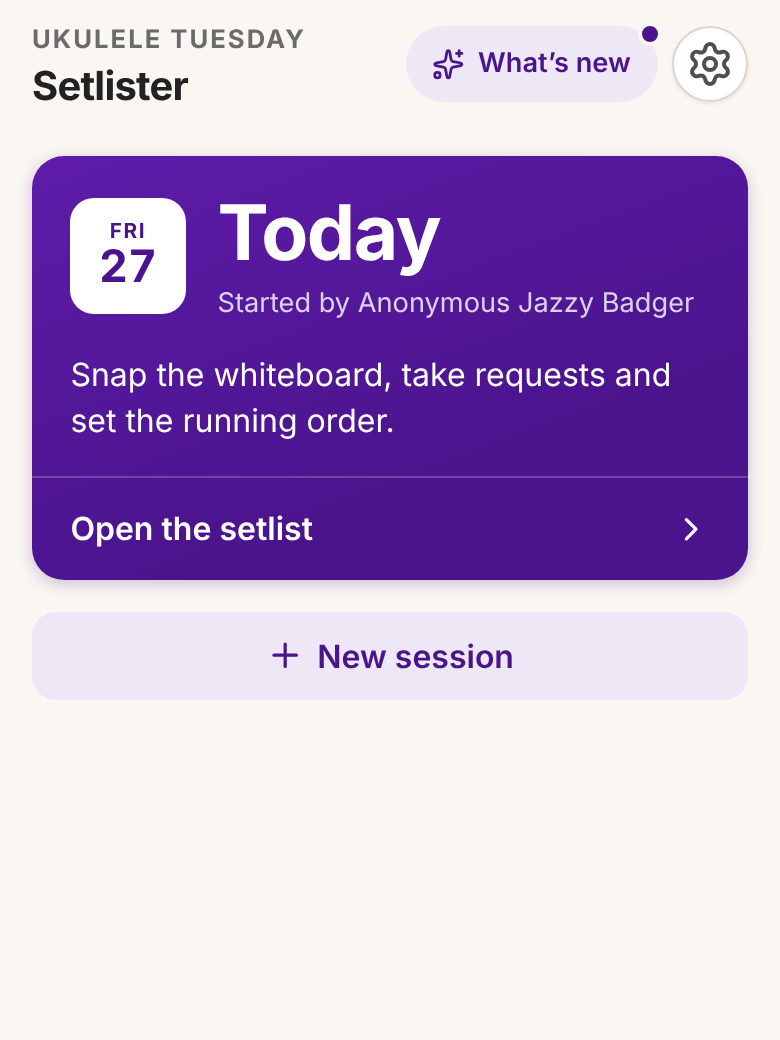 UKULELE TUESDAY
Setlister
What’s new
FRI
27
Today
Started by Anonymous Jazzy Badger
Snap the whiteboard, take requests and
set the running order.
Open the setlist
New session